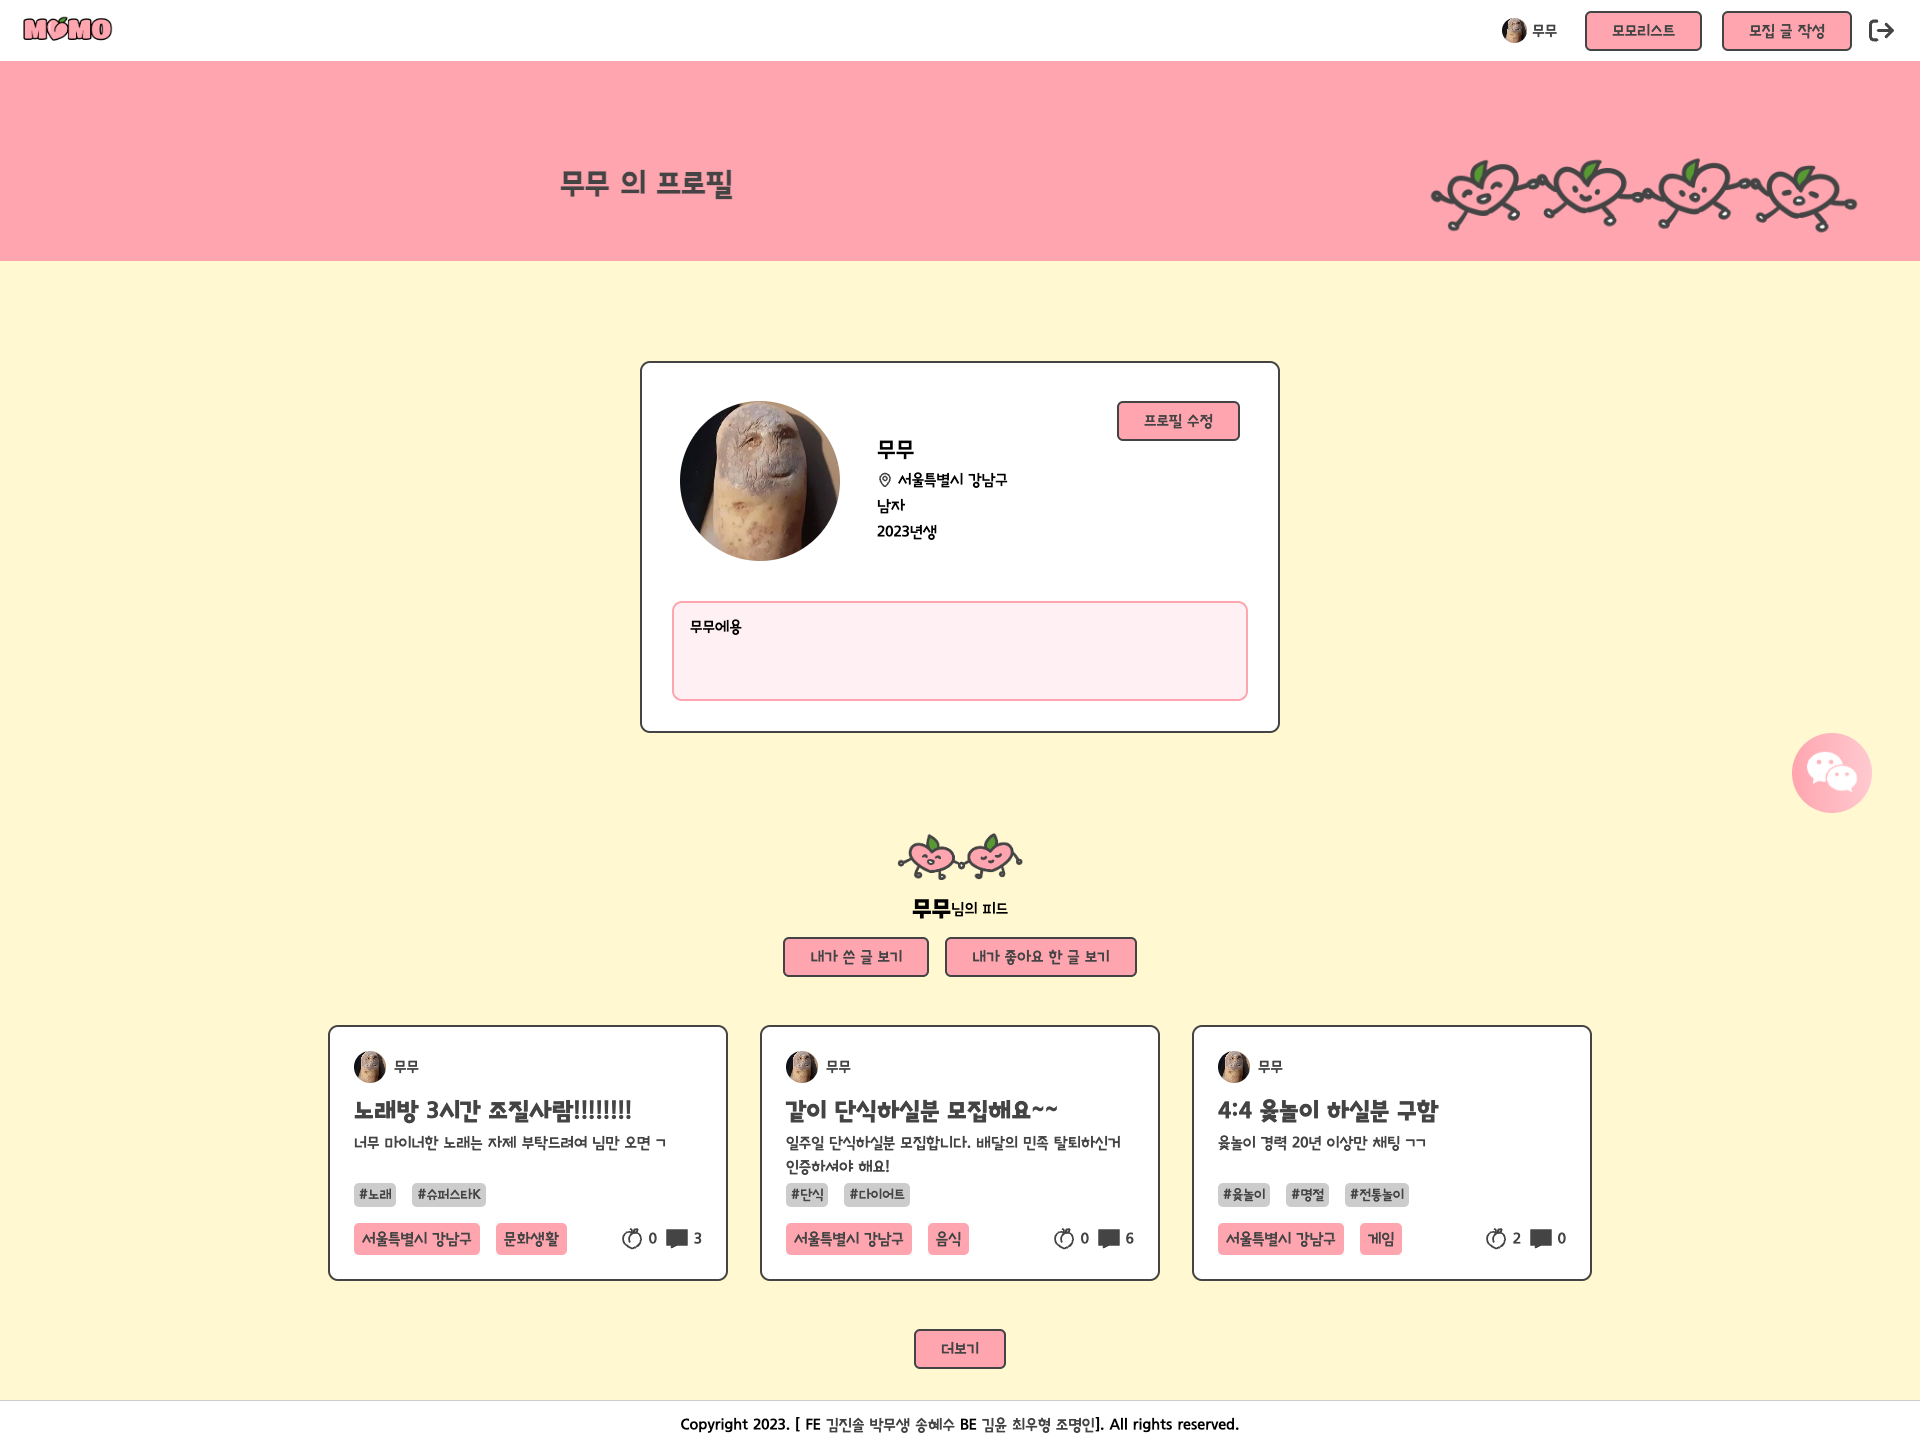 MOMO
무무
모모리스트
모집 글 작성
무무 의 프로필
프로필 수정
무무
서울특별시 강남구
남자
2023년생
무무에용
무무님의 피드
내가 쓴 글 보기
내가 좋아요 한 글 보기
무무
노래방 3시간 조질사람!!!!!!!!
너무 마이너한 노래는 자제 부탁드려여 님만 오면 ㄱ
#노래 #슈퍼스타K
서울특별시 강남구 문화생활 0 3
무무
같이 단식하실분 모집해요~~
일주일 단식하실분 모집합니다. 배달의 민족 탈퇴하신거
인증하셔야 해요!
#단식 #다이어트
서울특별시 강남구 음식 0 6
무무
4:4 윷놀이 하실분 구함
윷놀이 경력 20년 이상만 채팅 ㄱㄱ
#윷놀이 #명절 #전통놀이
서울특별시 강남구 게임 2 0
더보기
Copyright 2023. [ FE 김진솔 박무생 송혜수 BE 김윤 최우형 조명인]. All rights reserved.